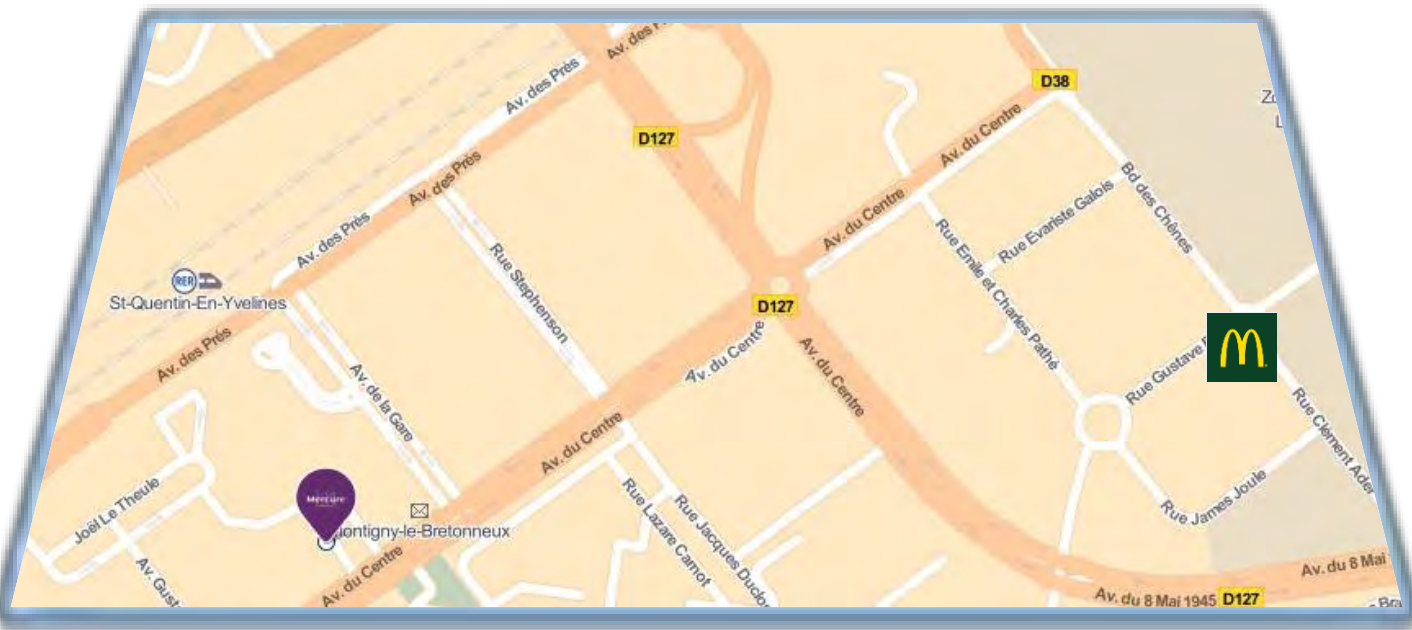 Av. des
Av. des Prés
D38
Av. du Centre
D127
Av. des Prés
Bd des Chênes
Rue Evariste Galois
Av. du Centre
Av. des Prés
Rue Emile et Charles Pathé
Rue Stephenson
RER
St-Quentin-En-Yvelines
D127
Av. du Centre
Av. des Prés
Av. du Centre
Rue Gustave
Av. de la Gare
Av. du Centre
Rue Clément Ader
Joël Le Theule
Mercure
Rue James Joule
Rue Lazare Carnot
Rue Jacques Duclos
ontigny-le-Bretonneux
Av. du Centre
Av. Gust
Av. du 8 Mai
Av. du 8 Mai 1945
D127